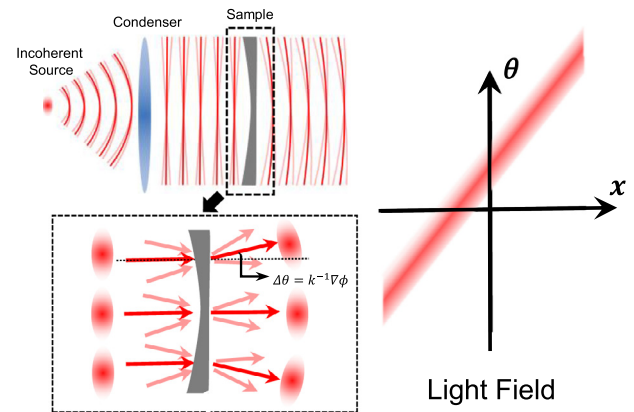 Incoherent
Source
Condenser
Sample
Δθ = k⁻¹∇ϕ
θ
x
Light Field